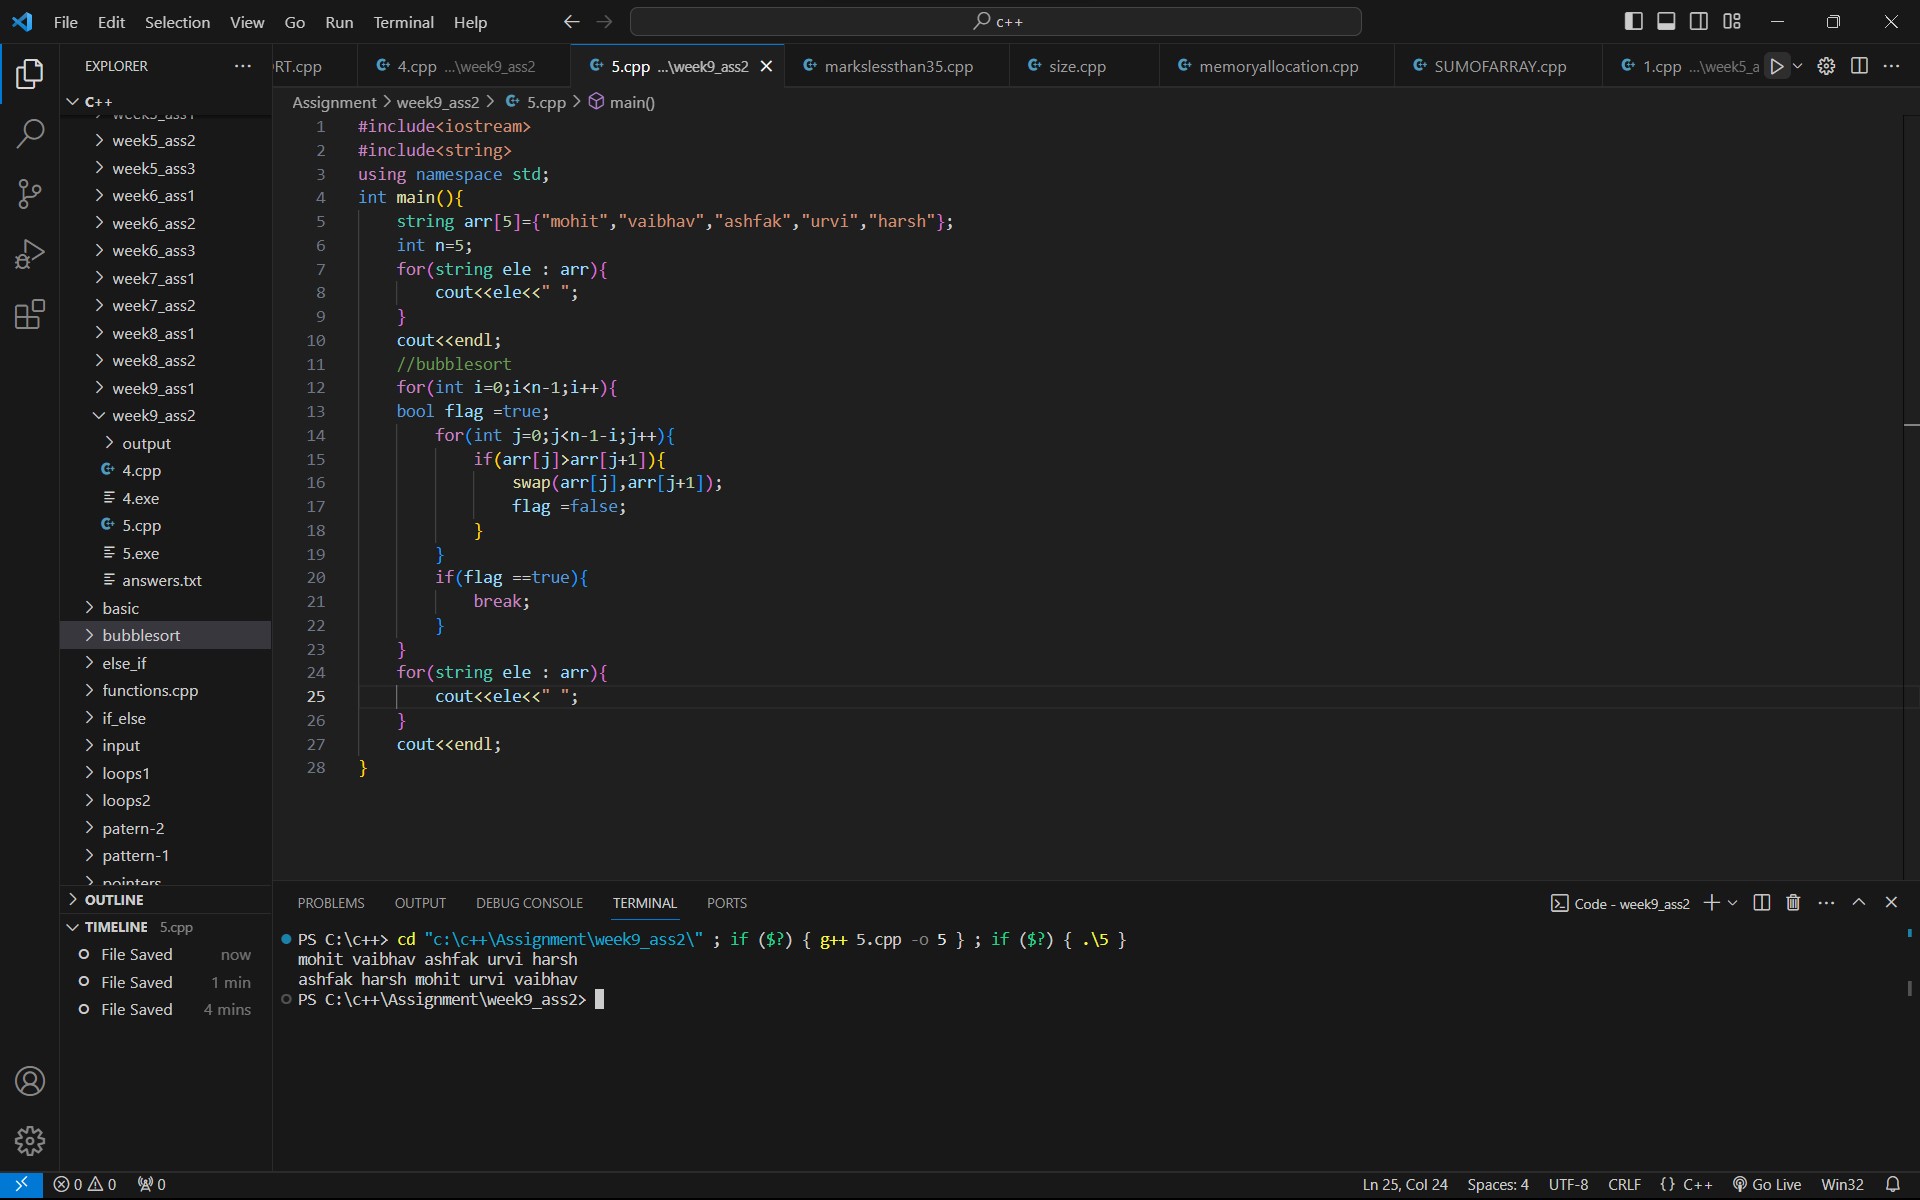 File Edit Selection View Go Run Terminal Help
c++
EXPLORER
RT.cpp
4.cpp ...\week9_ass2
5.cpp ...\week9_ass2
markslessthan35.cpp
size.cpp
memoryallocation.cpp
SUMOFARRAY.cpp
1.cpp ...\week5_a
C++
week5_ass1
week5_ass2
week5_ass3
week6_ass1
week6_ass2
week6_ass3
week7_ass1
week7_ass2
week8_ass1
week8_ass2
week9_ass1
week9_ass2
output
4.cpp
4.exe
5.cpp
5.exe
answers.txt
basic
bubblesort
else_if
functions.cpp
if_else
input
loops1
loops2
patern-2
pattern-1
pointers
OUTLINE
TIMELINE 5.cpp
File Saved now
File Saved 1 min
File Saved 4 mins
Assignment > week9_ass2 > 5.cpp > main()
1 #include<iostream>
2 #include<string>
3 using namespace std;
4 int main(){
5 string arr[5]={"mohit","vaibhav","ashfak","urvi","harsh"};
6 int n=5;
7 for(string ele : arr){
8 cout<<ele<<" ";
9 }
10 cout<<endl;
11 //bubblesort
12 for(int i=0;i<n-1;i++){
13 bool flag =true;
14 for(int j=0;j<n-1-i;j++){
15 if(arr[j]>arr[j+1]){
16 swap(arr[j],arr[j+1]);
17 flag =false;
18 }
19 }
20 if(flag ==true){
21 break;
22 }
23 }
24 for(string ele : arr){
25 cout<<ele<<" ";
26 }
27 cout<<endl;
28 }
PROBLEMS OUTPUT DEBUG CONSOLE TERMINAL PORTS
Code - week9_ass2
PS C:\c++> cd "c:\c++\Assignment\week9_ass2\" ; if ($?) { g++ 5.cpp -o 5 } ; if ($?) { .\5 }
mohit vaibhav ashfak urvi harsh
ashfak harsh mohit urvi vaibhav
PS C:\c++\Assignment\week9_ass2>
0 0 0
Ln 25, Col 24 Spaces: 4 UTF-8 CRLF {} C++ Go Live Win32